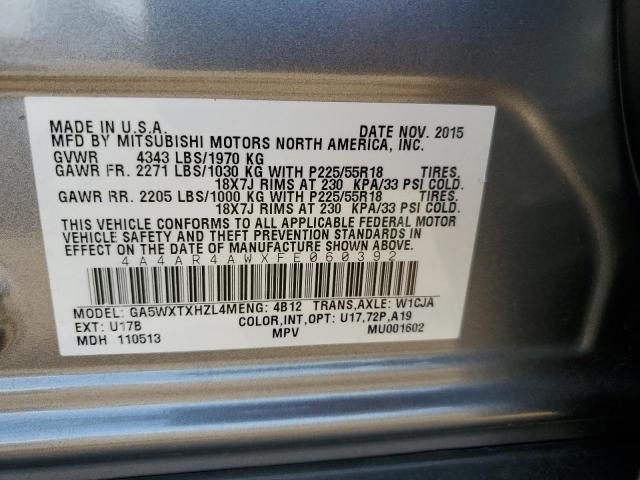 MADE IN U.S.A. DATE NOV. 2015
MFD BY MITSUBISHI MOTORS NORTH AMERICA, INC.
GVWR 4343 LBS/1970 KG
GAWR FR. 2271 LBS/1030 KG WITH P225/55R18 TIRES.
18X7J RIMS AT 230 KPA/33 PSI COLD.
GAWR RR. 2205 LBS/1000 KG WITH P225/55R18 TIRES.
18X7J RIMS AT 230 KPA/33 PSI COLD.
THIS VEHICLE CONFORMS TO ALL APPLICABLE FEDERAL MOTOR
VEHICLE SAFETY AND THEFT PREVENTION STANDARDS IN
EFFECT ON THE DATE OF MANUFACTURE SHOWN ABOVE.
4A4AR4AWXFE060392
MODEL: GA5WXTXHZL4MENG: 4B12 TRANS,AXLE: W1CJA
EXT: U17B COLOR,INT,OPT: U17,72P,A19
MDH 110513 MPV MU001602